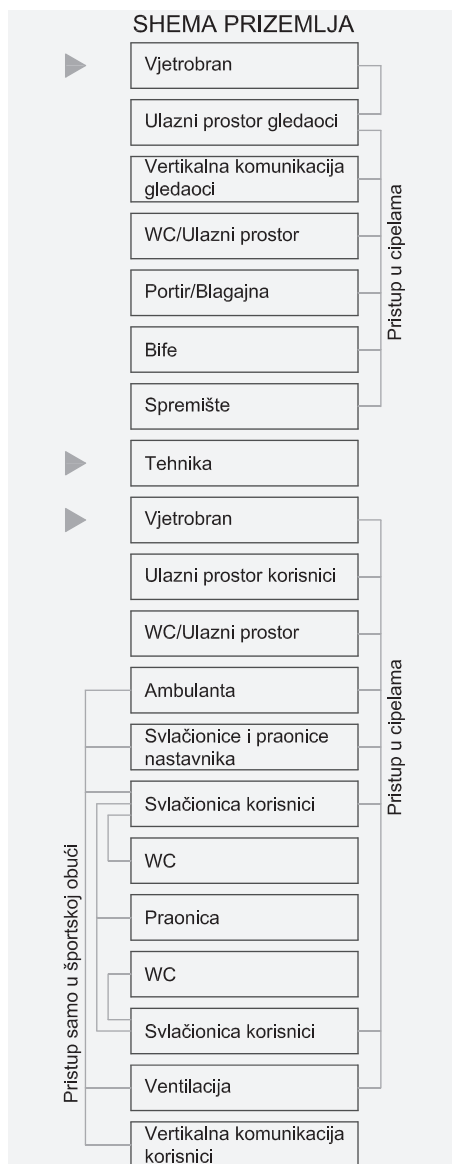 SHEMA PRIZEMLJA
Vjetrobran
Ulazni prostor gledaoci
Vertikalna komunikacija
gledaoci
WC/Ulazni prostor
Portir/Blagajna
Bife
Spremište
Pristup u cipelama
Tehnika
Vjetrobran
Ulazni prostor korisnici
WC/Ulazni prostor
Ambulanta
Svlačionice i praonice
nastavnika
Svlačionica korisnici
WC
Praonica
WC
Svlačionica korisnici
Ventilacija
Vertikalna komunikacija
korisnici
Pristup u cipelama
Pristup samo u športskoj obući